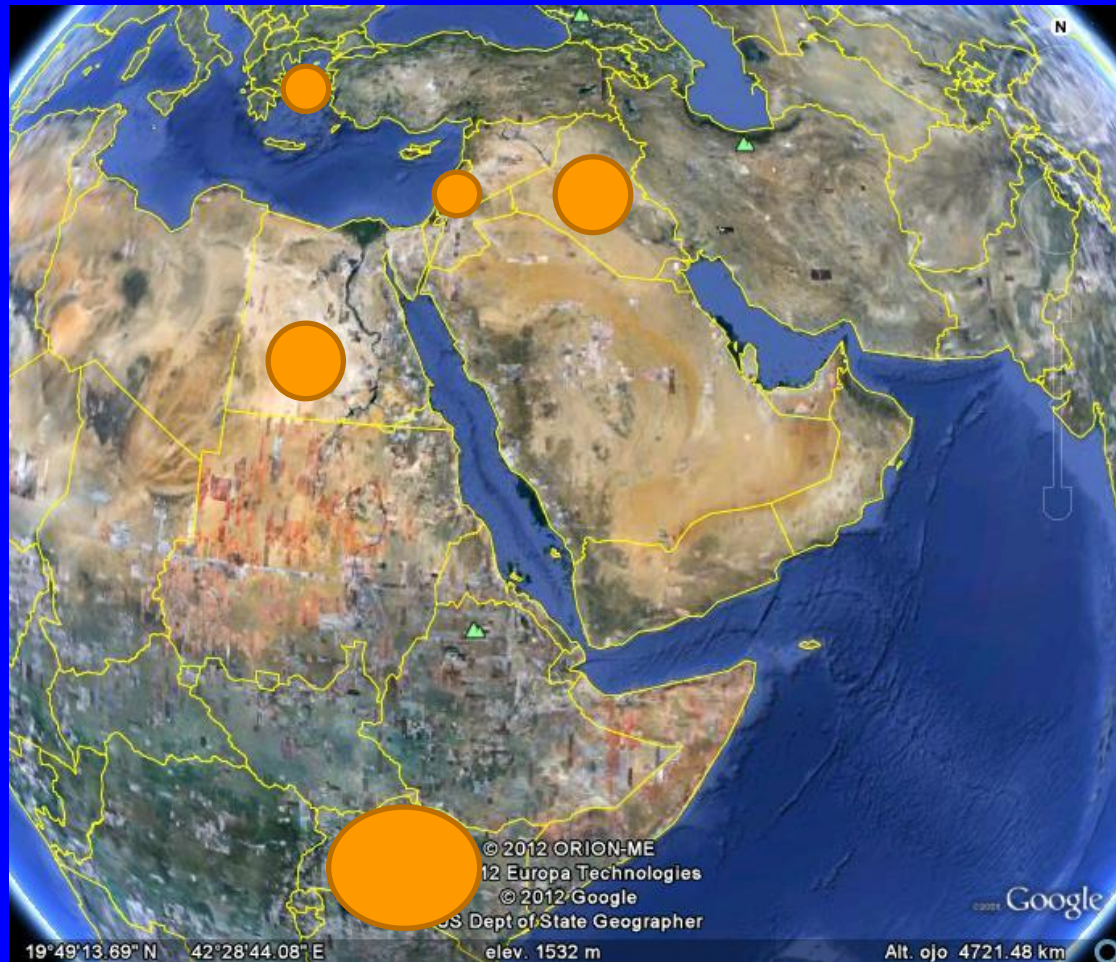 N
© 2012 ORION-ME
12 Europa Technologies
© 2012 Google
US Dept of State Geographer
Google
19°49'13.69" N 42°28'44.08" E elev. 1532 m Alt. ojo 4721.48 km